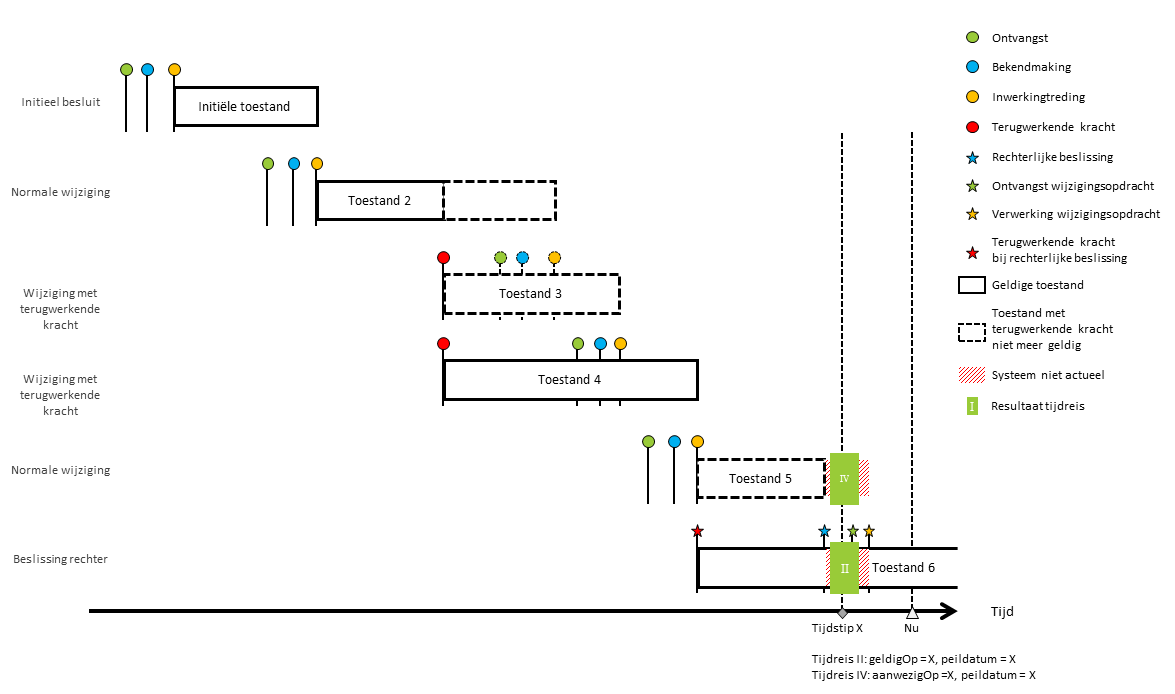 Ontvangst
Bekendmaking
Inwerkingtreding
Terugwerkende kracht
Rechterlijke beslissing
Ontvangst wijzigingsopdracht
Verwerking wijzigingsopdracht
Terugwerkende kracht
bij rechterlijke beslissing
Geldige toestand
Toestand met
terugwerkende kracht
niet meer geldig
Systeem niet actueel
I
Resultaat tijdreis
Initieel besluit
Initiële toestand
Normale wijziging
Toestand 2
Wijziging met
terugwerkende
kracht
Toestand 3
Wijziging met
terugwerkende
kracht
Toestand 4
Normale wijziging
Toestand 5
IV
Beslissing rechter
II
Toestand 6
Tijd
Tijdstip X
Nu
Tijdreis II: geldigOp = X, peildatum = X
Tijdreis IV: aanwezigOp =X, peildatum = X